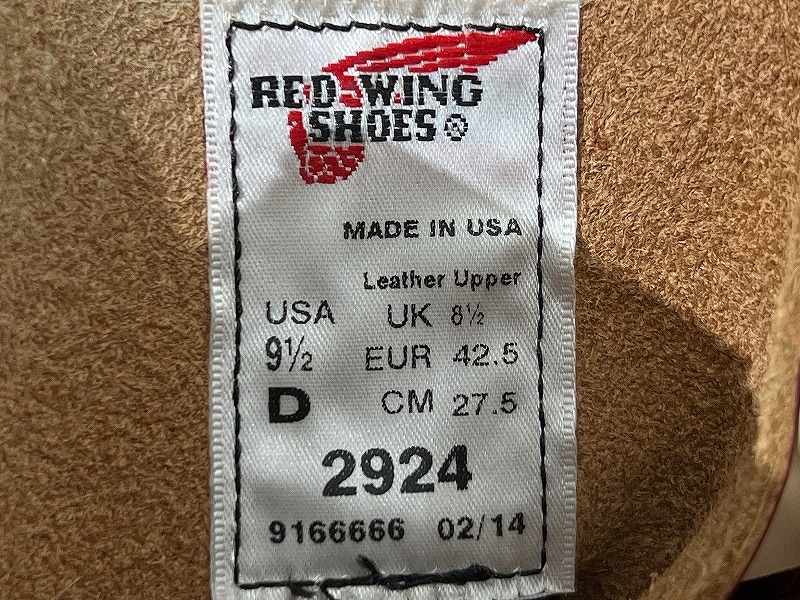 RED WING
SHOES ®
MADE IN USA
Leather Upper
USA UK 8½
9½ EUR 42.5
D CM 27.5
2924
9166666 02/14